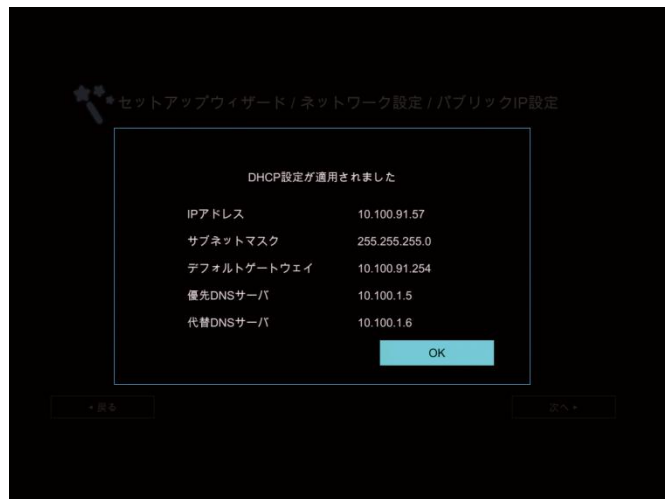 セットアップウィザード / ネットワーク設定 / パブリックIP設定
DHCP設定が適用されました
IPアドレス 10.100.91.57
サブネットマスク 255.255.255.0
デフォルトゲートウェイ 10.100.91.254
優先DNSサーバ 10.100.1.5
代替DNSサーバ 10.100.1.6
OK
戻る 次へ